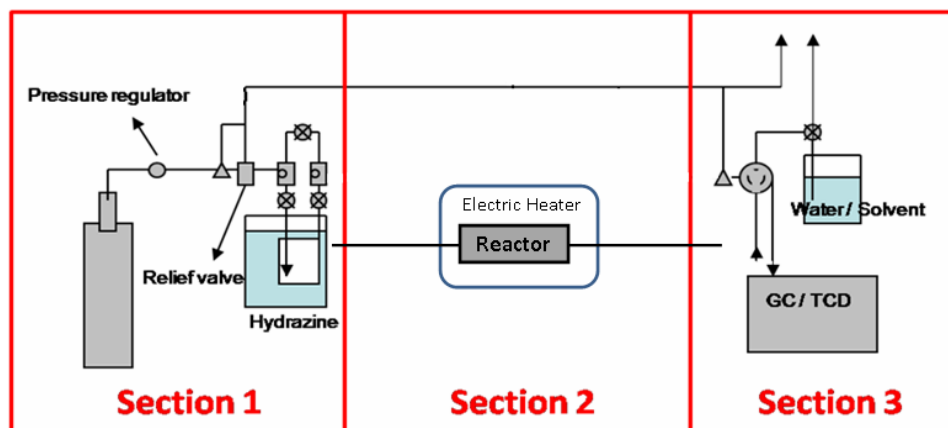 Pressure regulator
Relief valve
Hydrazine
Section 1
Electric Heater
Reactor
Section 2
Water / Solvent
GC / TCD
Section 3